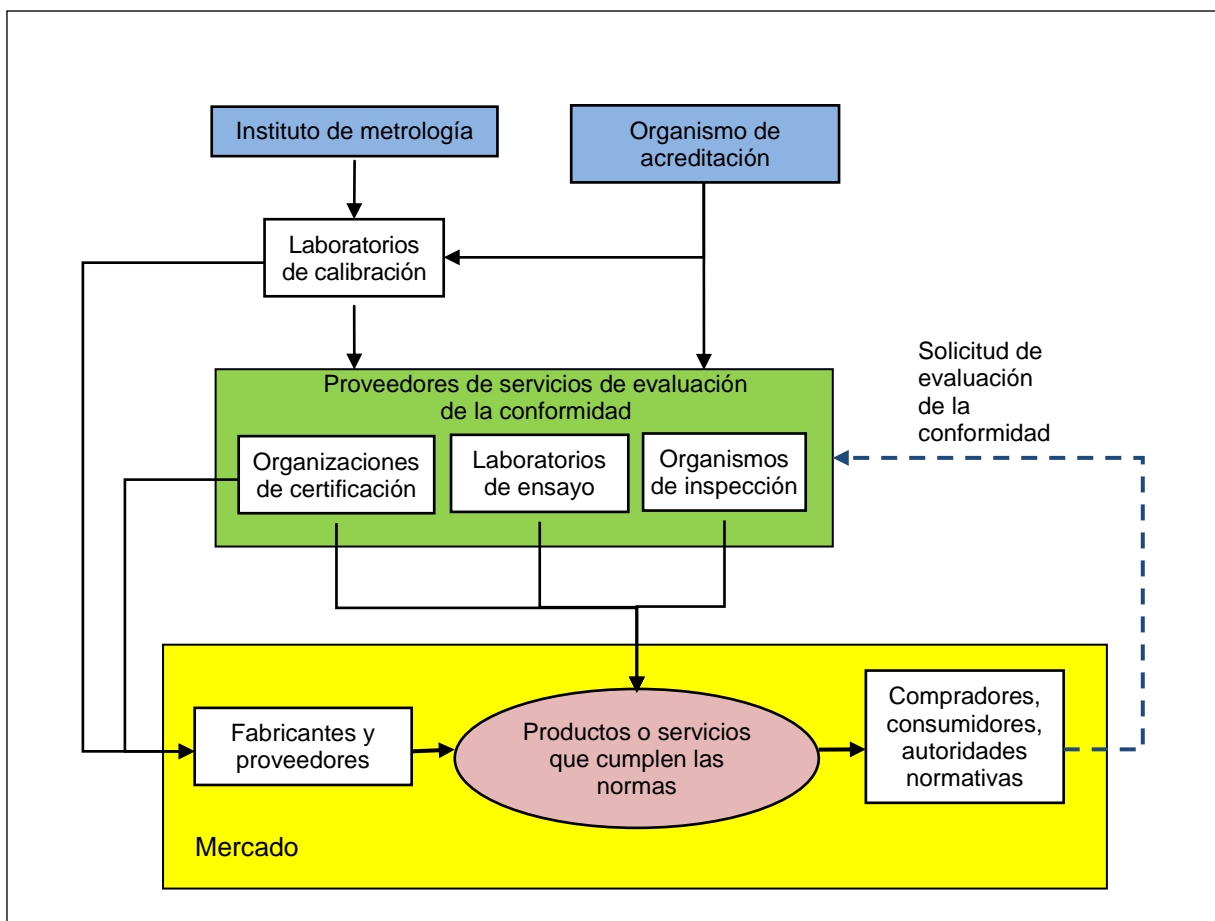 Instituto de metrología
Organismo de
acreditación
Laboratorios
de calibración
Solicitud de
evaluación
de la
conformidad
Proveedores de servicios de evaluación
de la conformidad
Organizaciones
de certificación
Laboratorios
de ensayo
Organismos
de inspección
Fabricantes y
proveedores
Productos o servicios
que cumplen las
normas
Compradores,
consumidores,
autoridades
normativas
Mercado